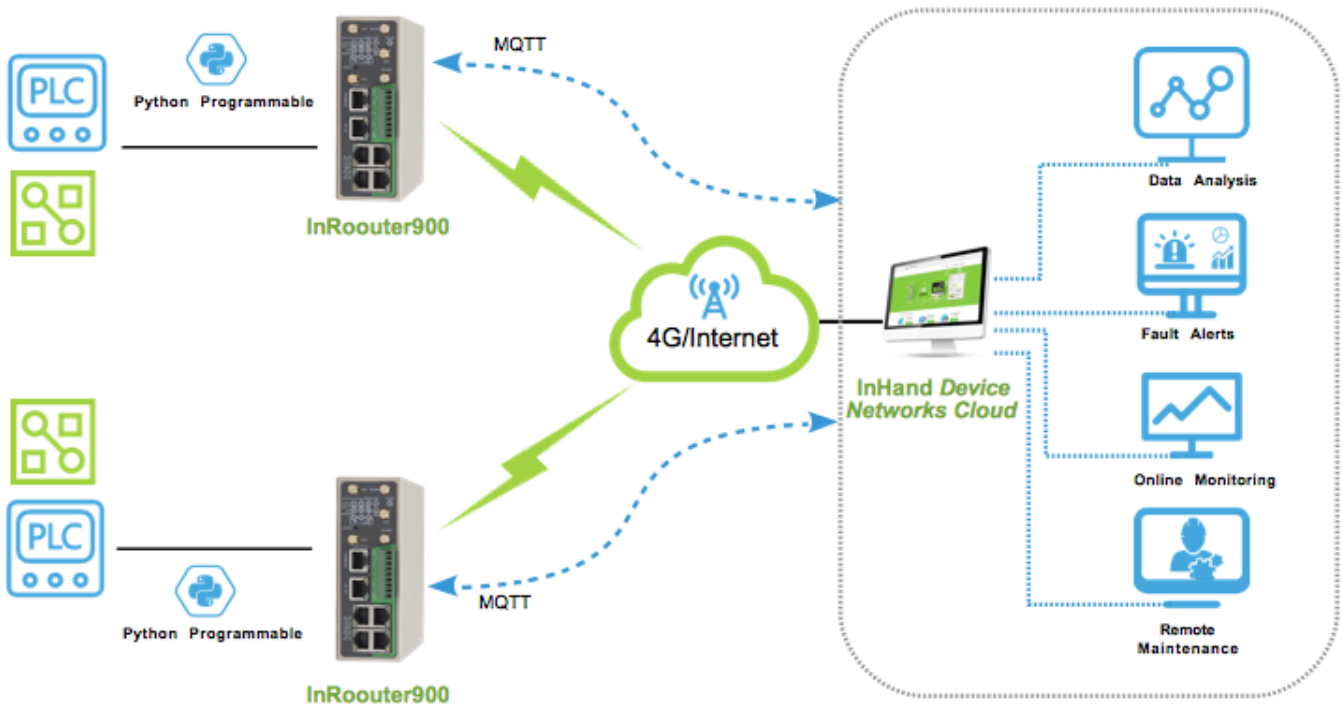 PLC
Python Programmable
InRoouter900
MQTT
4G/Internet
InHand Device
Networks Cloud
Data Analysis
Fault Alerts
Online Monitoring
Remote
Maintenance
PLC
Python Programmable
InRoouter900
MQTT